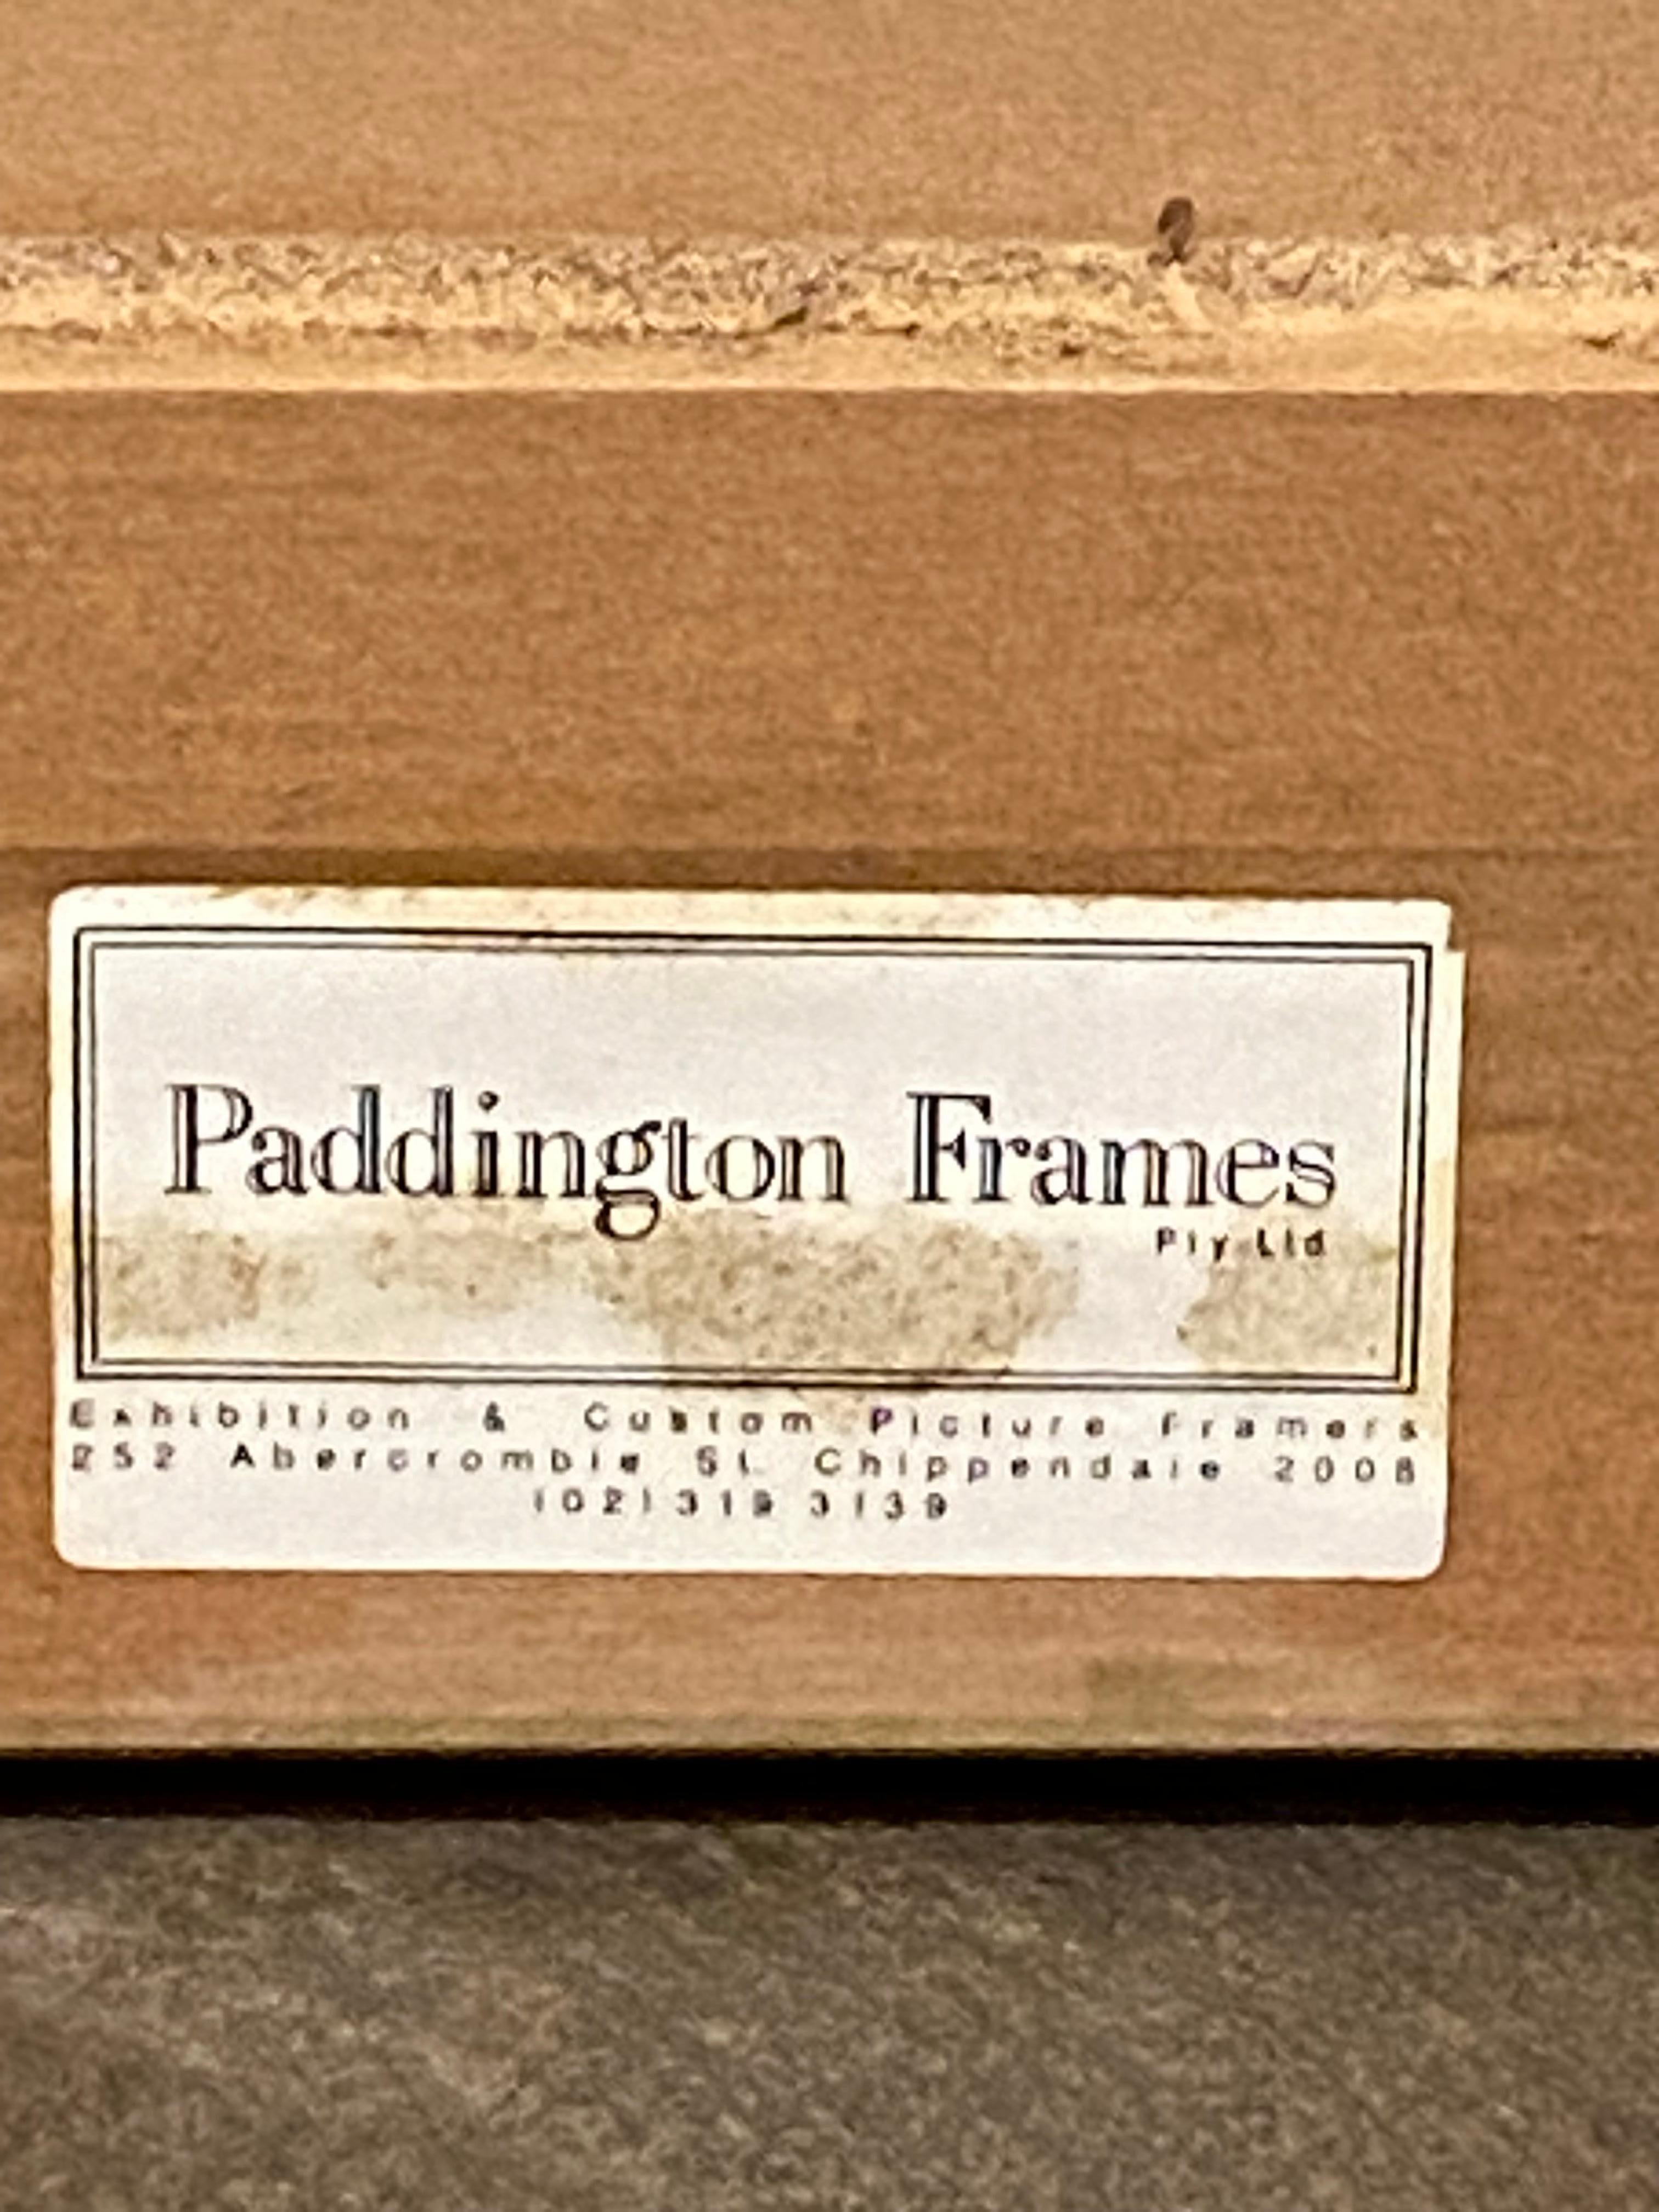 Paddington Frames
Pty Ltd
Exhibition & Custom Picture Framers
252 Abercrombie St. Chippendale 2008
(02) 319 3139